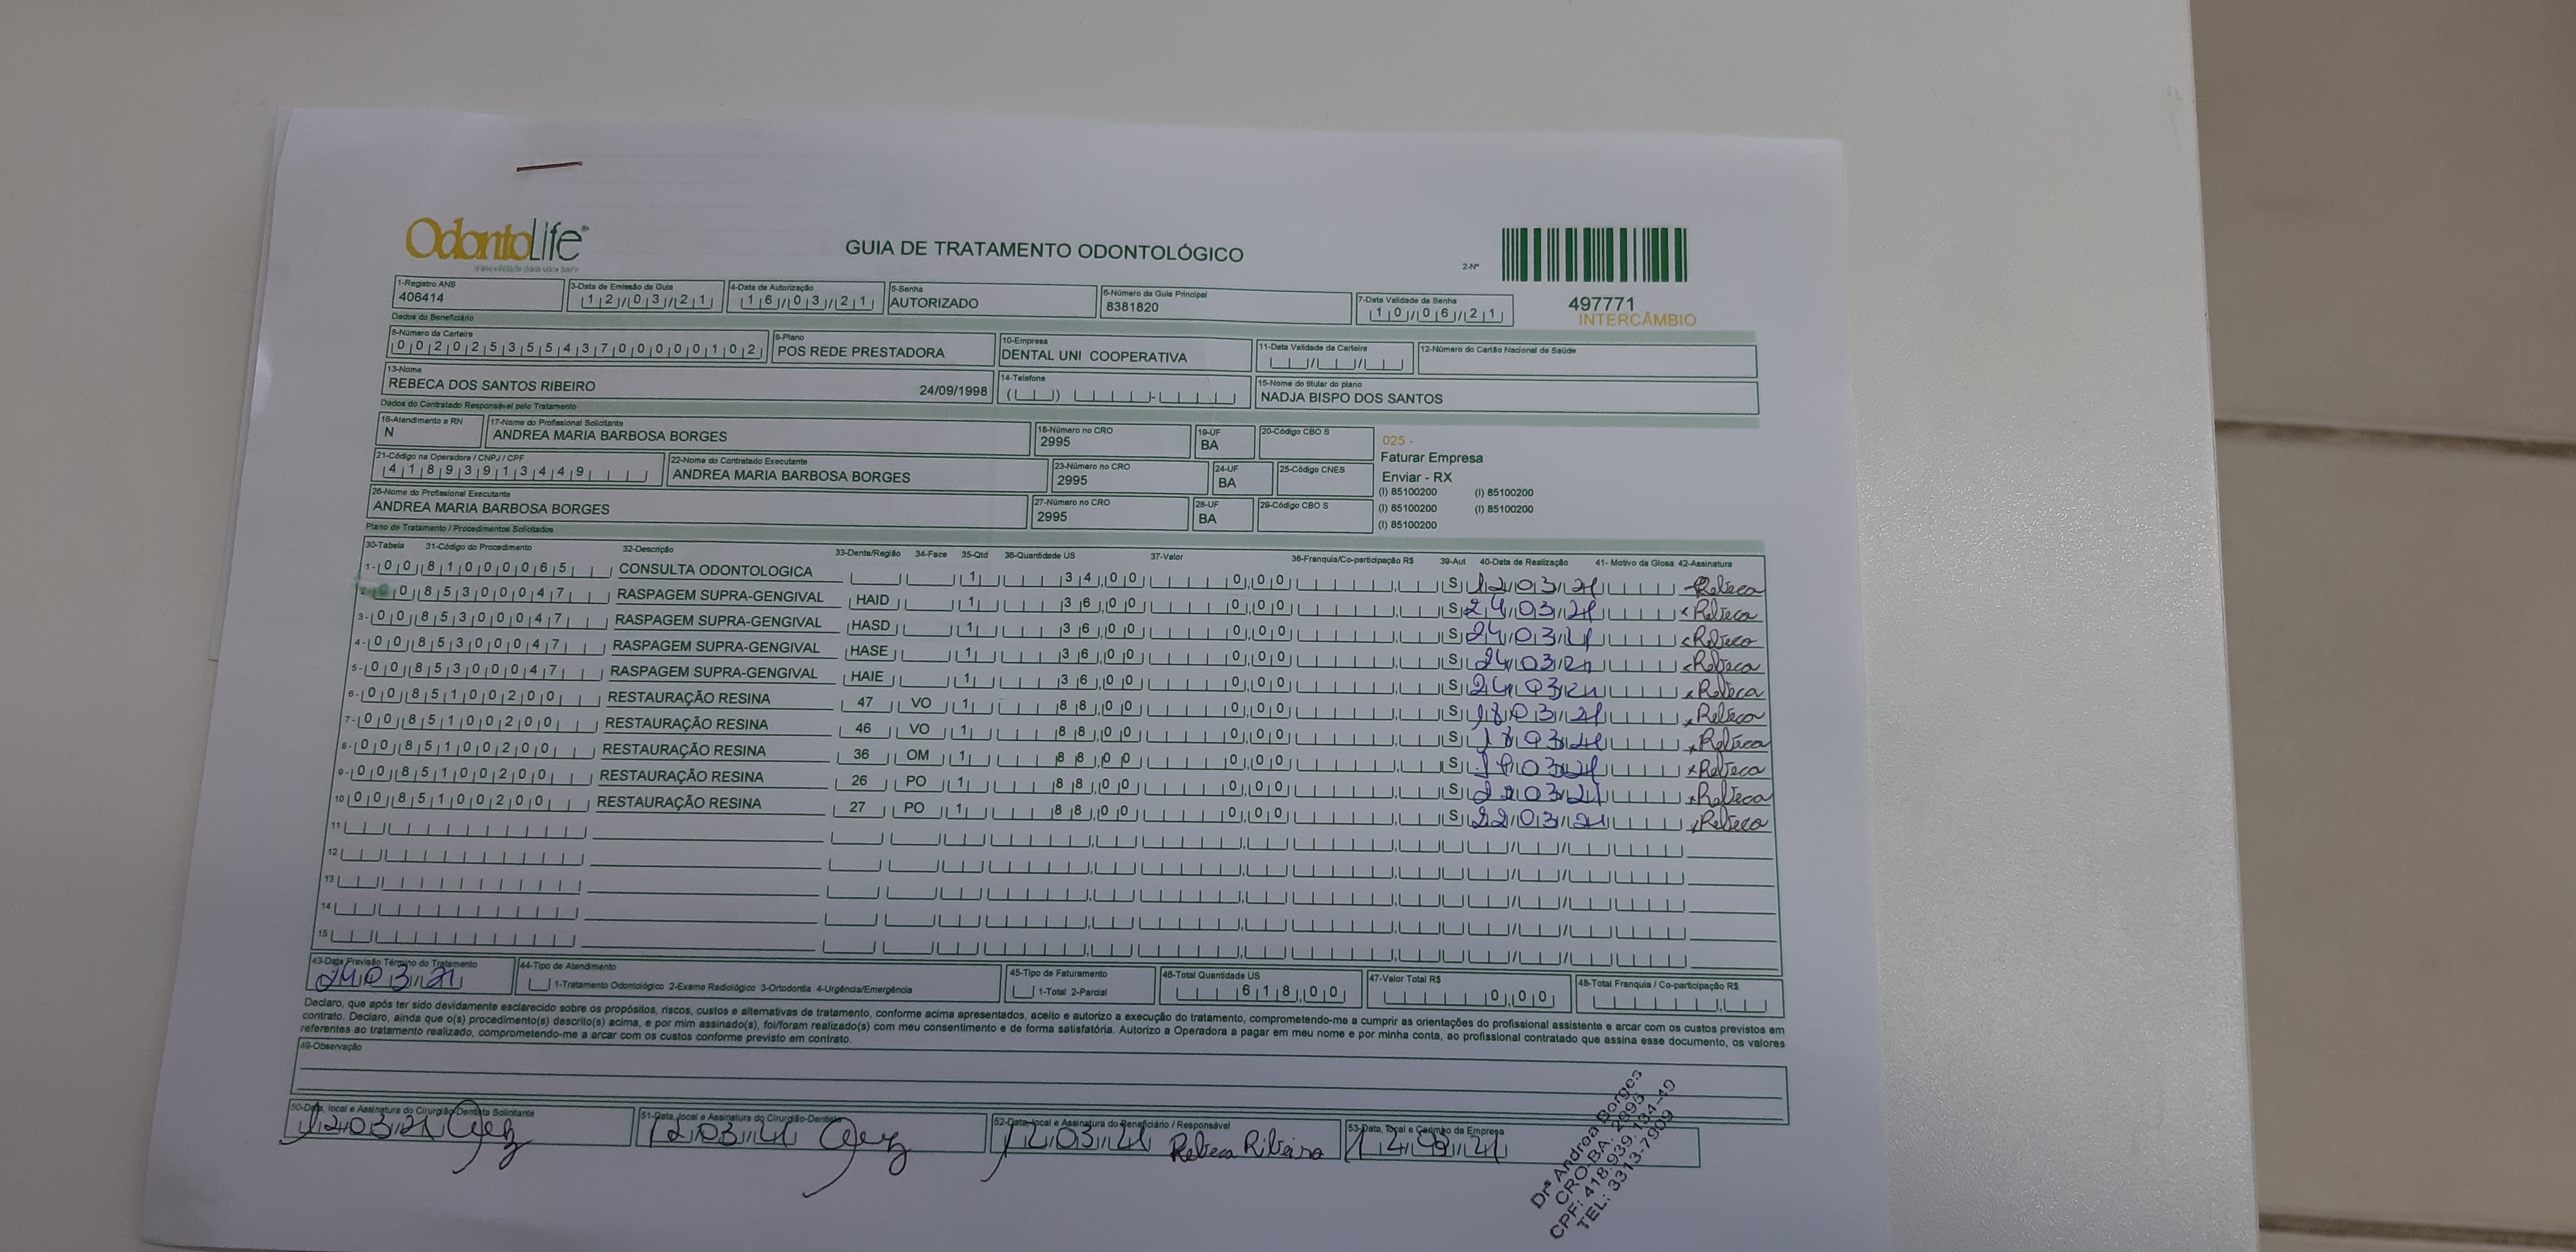 OdontoLife®
GUIA DE TRATAMENTO ODONTOLÓGICO
2-Nº
497771
INTERCÂMBIO
1-Registro ANS 3-Data de Emissão da Guia 4-Data de Autorização 5-Senha 6-Número da Guia Principal 7-Data Validade da Senha
406414 12/03/21 16/03/21 AUTORIZADO 8381820 10/06/21
Dados do Beneficiário
8-Número da Carteira 9-Plano 10-Empresa 11-Data Validade da Carteira 12-Número do Cartão Nacional de Saúde
00202535543700000102 POS REDE PRESTADORA DENTAL UNI COOPERATIVA
13-Nome 14-Telefone 15-Nome do titular do plano
REBECA DOS SANTOS RIBEIRO 24/09/1998 NADJA BISPO DOS SANTOS
Dados do Contratado Responsável pelo Tratamento
16-Atendimento a RN 17-Nome do Profissional Solicitante 18-Número no CRO 19-UF 20-Código CBO S
N ANDREA MARIA BARBOSA BORGES 2995 BA
21-Código na Operadora / CNPJ / CPF 22-Nome do Contratado Executante 23-Número no CRO 24-UF 25-Código CNES
41893913449 ANDREA MARIA BARBOSA BORGES 2995 BA
26-Nome do Profissional Executante 27-Número no CRO 28-UF 29-Código CBO S
ANDREA MARIA BARBOSA BORGES 2995 BA
025 -
Faturar Empresa
Enviar - RX
(I) 85100200 (I) 85100200
(I) 85100200 (I) 85100200
(I) 85100200
Plano de Tratamento / Procedimentos Solicitados
30-Tabela 31-Código do Procedimento 32-Descrição 33-Dente/Região 34-Face 35-Qtd 36-Quantidade US 37-Valor 38-Franquia/Co-participação R$ 39-Aut 40-Data de Realização 41- Motivo da Glosa 42-Assinatura
1- 00 81000065 CONSULTA ODONTOLOGICA 1 34,00 0,00 S 12/03/21 Rebeca
00 85300047 RASPAGEM SUPRA-GENGIVAL HAID 1 36,00 0,00 S 24/03/21 x Rebeca
3- 00 85300047 RASPAGEM SUPRA-GENGIVAL HASD 1 36,00 0,00 S 24/03/21 x Rebeca
4- 00 85300047 RASPAGEM SUPRA-GENGIVAL HASE 1 36,00 0,00 S 24/03/21 x Rebeca
5- 00 85300047 RASPAGEM SUPRA-GENGIVAL HAIE 1 36,00 0,00 S 24/03/21 x Rebeca
6- 00 85100200 RESTAURAÇÃO RESINA 47 VO 1 88,00 0,00 S 18/03/21 x Rebeca
7- 00 85100200 RESTAURAÇÃO RESINA 46 VO 1 88,00 0,00 S 18/03/21 x Rebeca
8- 00 85100200 RESTAURAÇÃO RESINA 36 OM 1 88,00 0,00 S 03/21 x Rebeca
9- 00 85100200 RESTAURAÇÃO RESINA 26 PO 1 88,00 0,00 S 22/03/21 x Rebeca
10 00 85100200 RESTAURAÇÃO RESINA 27 PO 1 88,00 0,00 S 22/03/21 x Rebeca
11
12
13
14
15
43-Data Previsão Término do Tratamento 44-Tipo de Atendimento 45-Tipo de Faturamento 46-Total Quantidade US 47-Valor Total R$ 48-Total Franquia / Co-participação R$
24/03/21 1-Tratamento Odontológico 2-Exame Radiológico 3-Ortodontia 4-Urgência/Emergência 1-Total 2-Parcial 618,00 0,00
Declaro, que após ter sido devidamente esclarecido sobre os propósitos, riscos, custos e alternativas de tratamento, conforme acima apresentados, aceito e autorizo a execução do tratamento, comprometendo-me a cumprir as orientações do profissional assistente e arcar com os custos previstos em
contrato. Declaro, ainda que o(s) procedimento(s) descrito(s) acima, e por mim assinado(s), foi/foram realizado(s) com meu consentimento e de forma satisfatória. Autorizo a Operadora a pagar em meu nome e por minha conta, ao profissional contratado que assina esse documento, os valores
referentes ao tratamento realizado, comprometendo-me a arcar com os custos conforme previsto em contrato.
49-Observação
50-Data, local e Assinatura do Cirurgião-Dentista Solicitante 51-Data, local e Assinatura do Cirurgião-Dentista 52-Data, local e Assinatura do Beneficiário / Responsável 53-Data, local e Carimbo da Empresa
12/03/21 12/03/21 12/03/21 Rebeca Ribeiro
Drª Andrea Borges
CRO.BA. 2995
CPF: 418.939.134-49
TEL: 3313-7909